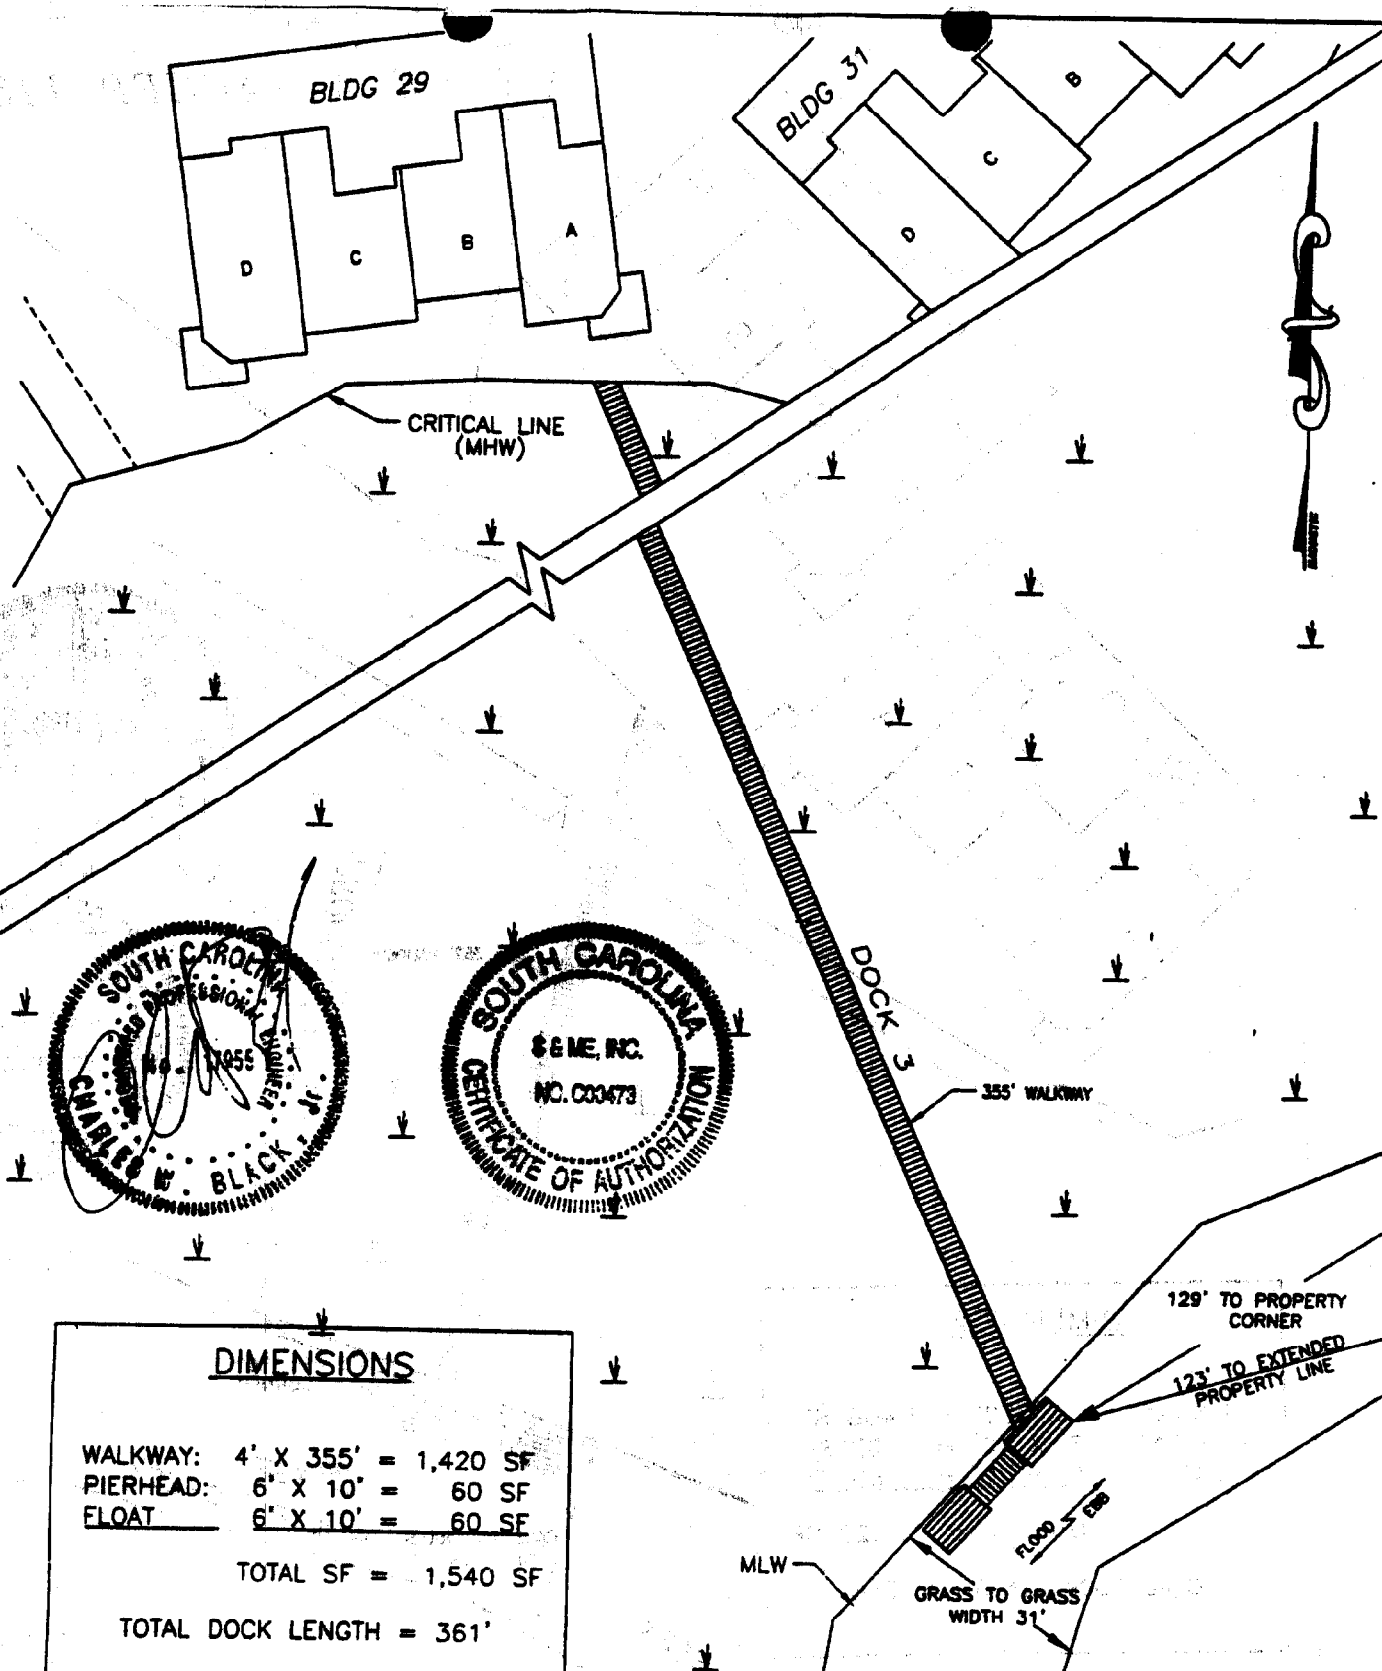 BLDG 29
BLDG 31
D
C
B
A
D
C
B
CRITICAL LINE
(MHW)
DOCK 3
355' WALKWAY
SOUTH CAROLINA
PROFESSIONAL ENGINEER
CHARLES W. BLACK, JR.
SOUTH CAROLINA
S & ME, INC.
NO. C00473
CERTIFICATE OF AUTHORIZATION
129' TO PROPERTY
CORNER
123' TO EXTENDED
PROPERTY LINE
DIMENSIONS
WALKWAY: 4' X 355' = 1,420 SF
PIERHEAD: 6' X 10' = 60 SF
FLOAT 6' X 10' = 60 SF
TOTAL SF = 1,540 SF
TOTAL DOCK LENGTH = 361'
FLOOD
EBB
MLW
GRASS TO GRASS
WIDTH 31'